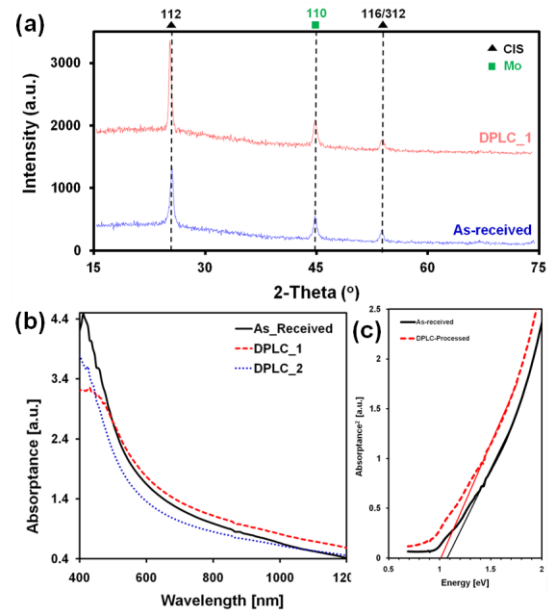 (a)
112 110 116/312
▲ CIS
■ Mo
3000
2000
1000
0
Intensity (a.u.)
DPLC_1
As-received
15 30 45 60 75
2-Theta (°)
(b)
4.4
3.4
2.4
1.4
0.4
Absorptance [a.u.]
As_Received
DPLC_1
DPLC_2
400 600 800 1000 120
Wavelength [nm]
(c)
2.5
2
1.5
1
0.5
0
Absorptance² [a.u.]
As-received
DPLC-Processed
0.5 1 1.5 2
Energy [eV]